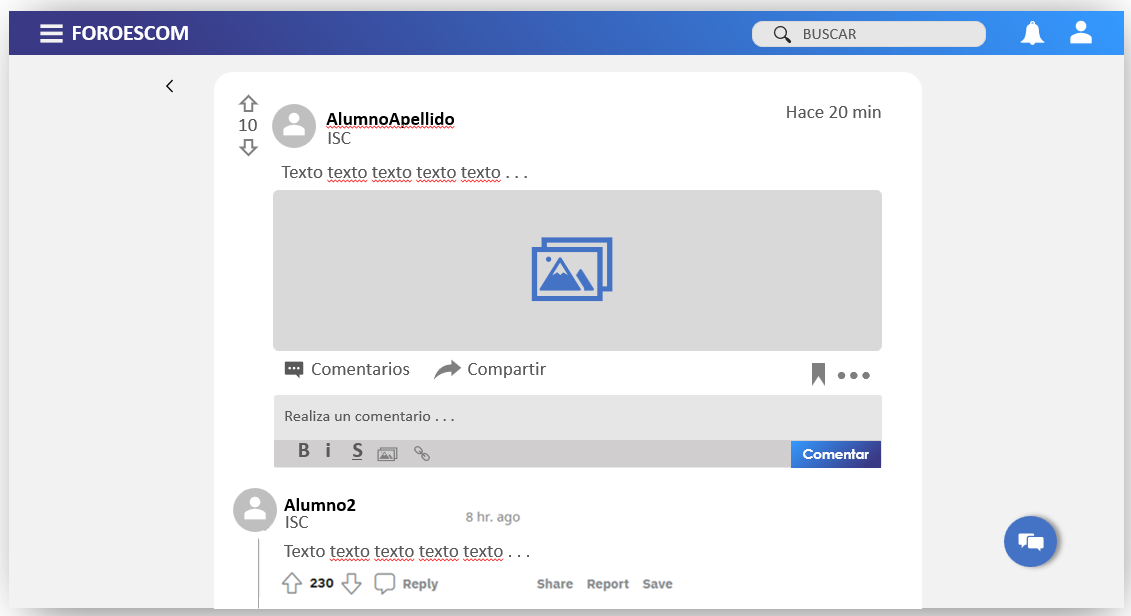 FOROESCOM
BUSCAR
10
AlumnoApellido
ISC
Hace 20 min
Texto texto texto texto texto . . .
Comentarios
Compartir
Realiza un comentario . . .
B i S
Comentar
Alumno2
ISC
8 hr. ago
Texto texto texto texto texto . . .
230
Reply
Share Report Save